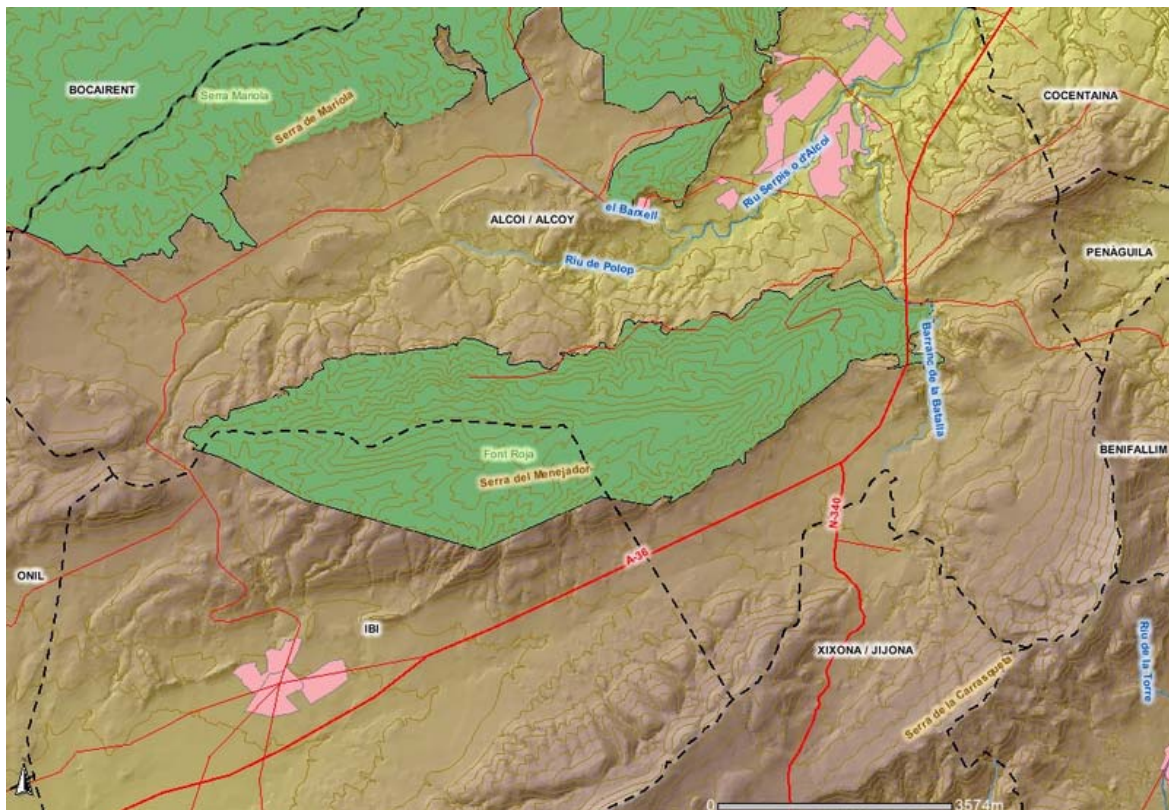 BOCAIRENT
Serra Mariola
Serra de Mariola
COCENTAINA
Riu Serpis o d'Alcoi
el Barxell
ALCOI / ALCOY
Riu de Polop
PENÀGUILA
Barranc de la Batalla
BENIFALLIM
Font Roja
Serra del Menejador
N-340
A-36
ONIL
IBI
XIXONA / JIJONA
Riu de la Torre
Serra de la Carrasqueta
0
3574m